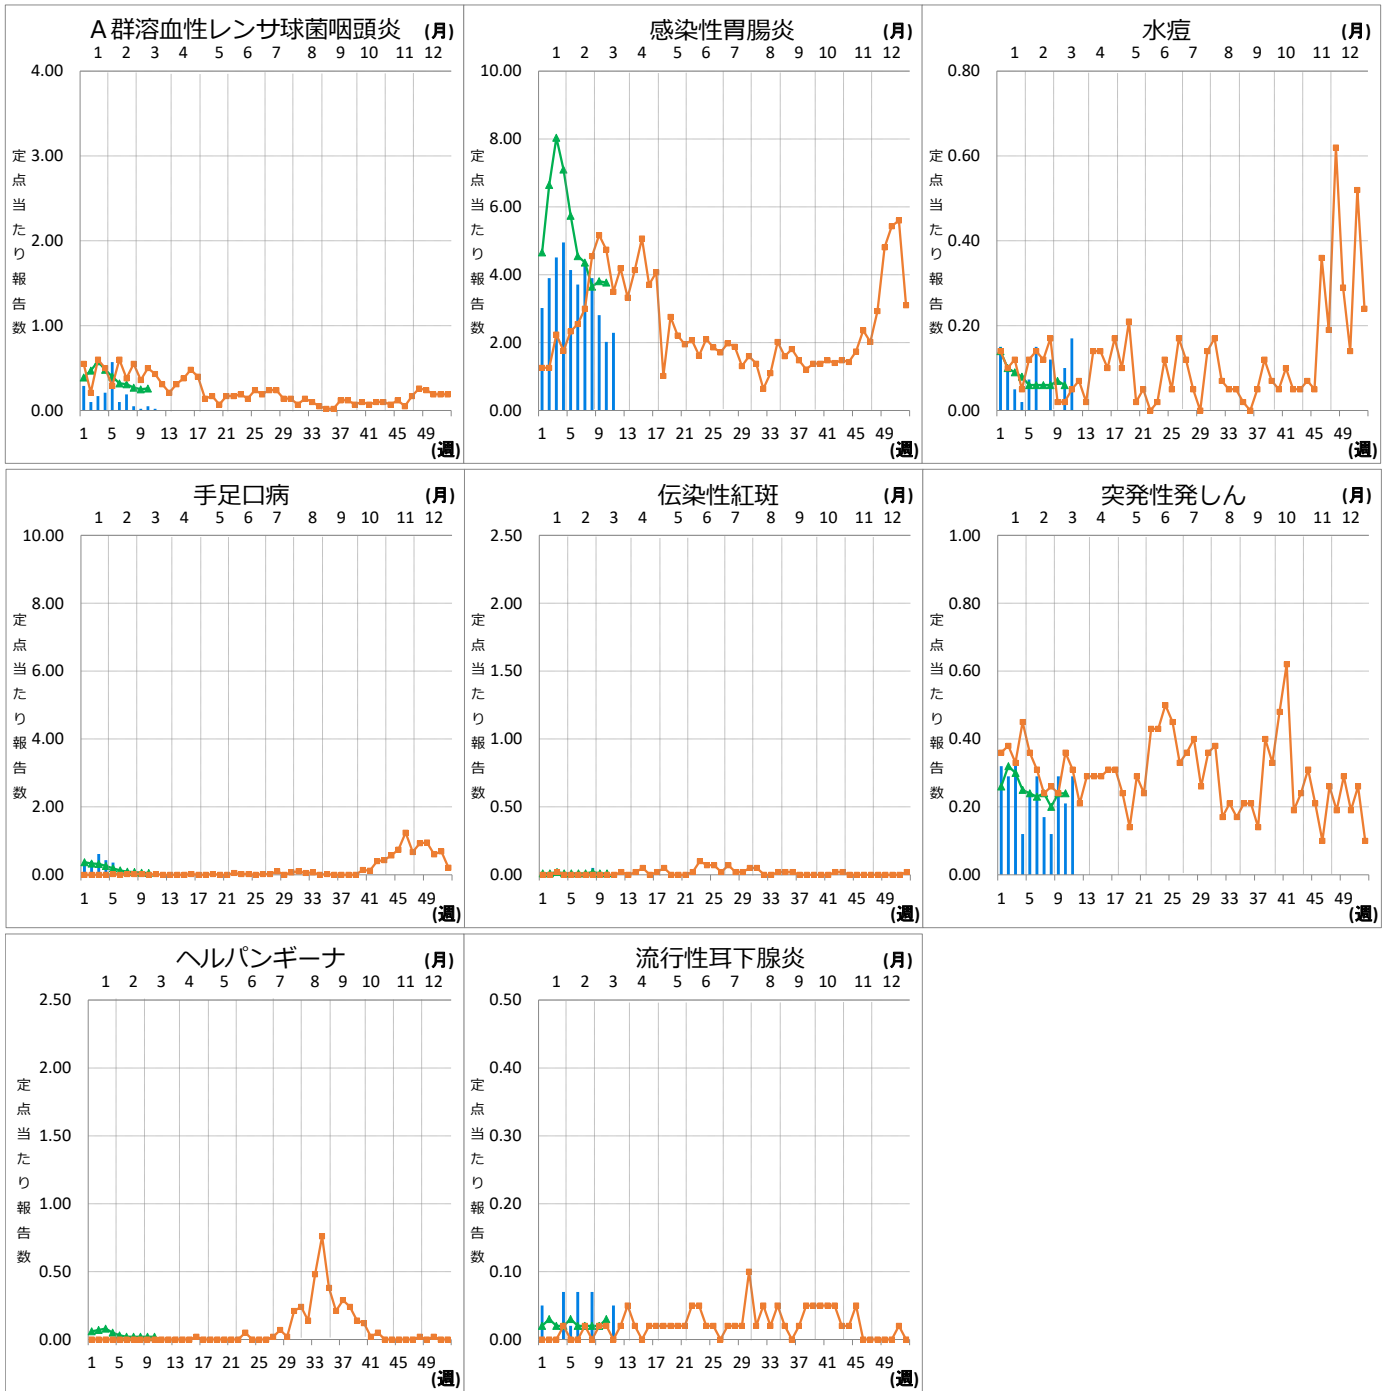 A群溶血性レンサ球菌咽頭炎 (月)
1 2 3 4 5 6 7 8 9 10 11 12
4.00
3.00
2.00
1.00
0.00
定点当たり報告数
1 5 9 13 17 21 25 29 33 37 41 45 49
(週)
感染性胃腸炎 (月)
1 2 3 4 5 6 7 8 9 10 11 12
10.00
8.00
6.00
4.00
2.00
0.00
定点当たり報告数
1 5 9 13 17 21 25 29 33 37 41 45 49
(週)
水痘 (月)
1 2 3 4 5 6 7 8 9 10 11 12
0.80
0.60
0.40
0.20
0.00
定点当たり報告数
1 5 9 13 17 21 25 29 33 37 41 45 49
(週)
手足口病 (月)
1 2 3 4 5 6 7 8 9 10 11 12
10.00
8.00
6.00
4.00
2.00
0.00
定点当たり報告数
1 5 9 13 17 21 25 29 33 37 41 45 49
(週)
伝染性紅斑 (月)
1 2 3 4 5 6 7 8 9 10 11 12
2.50
2.00
1.50
1.00
0.50
0.00
定点当たり報告数
1 5 9 13 17 21 25 29 33 37 41 45 49
(週)
突発性発しん (月)
1 2 3 4 5 6 7 8 9 10 11 12
1.00
0.80
0.60
0.40
0.20
0.00
定点当たり報告数
1 5 9 13 17 21 25 29 33 37 41 45 49
(週)
ヘルパンギーナ (月)
1 2 3 4 5 6 7 8 9 10 11 12
2.50
2.00
1.50
1.00
0.50
0.00
定点当たり報告数
1 5 9 13 17 21 25 29 33 37 41 45 49
(週)
流行性耳下腺炎 (月)
1 2 3 4 5 6 7 8 9 10 11 12
0.50
0.40
0.30
0.20
0.10
0.00
定点当たり報告数
1 5 9 13 17 21 25 29 33 37 41 45 49
(週)